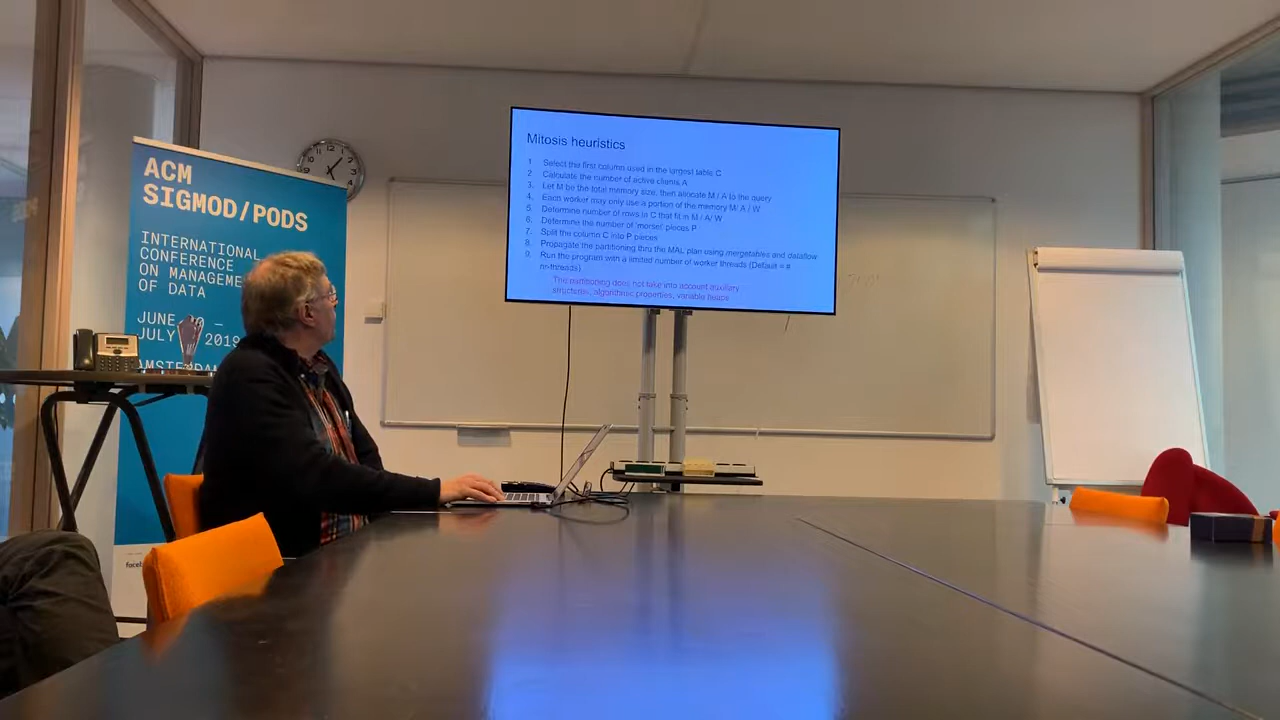 ACM
SIGMOD/PODS
INTERNATIONAL
CONFERENCE
ON MANAGEME
OF DATA
JUNE 30 –
JULY 2019
AMSTERDAM
Mitosis heuristics
1. Select the first column used in the largest table C
2. Calculate the number of active clients A
3. Let M be the total memory size, then allocate M / A to the query
4. Each worker may only use a portion of the memory M/ A / W
5. Determine number of rows in C that fit in M / A/ W
6. Determine the number of 'morsel' pieces P
7. Split the column C into P pieces
8. Propagate the partitioning thru the MAL plan using mergetables and dataflow
9. Run the program with a limited number of worker threads (Default = #
nr-threads)
The partitioning does not take into account auxiliary
structures, algorithmic properties, variable heads